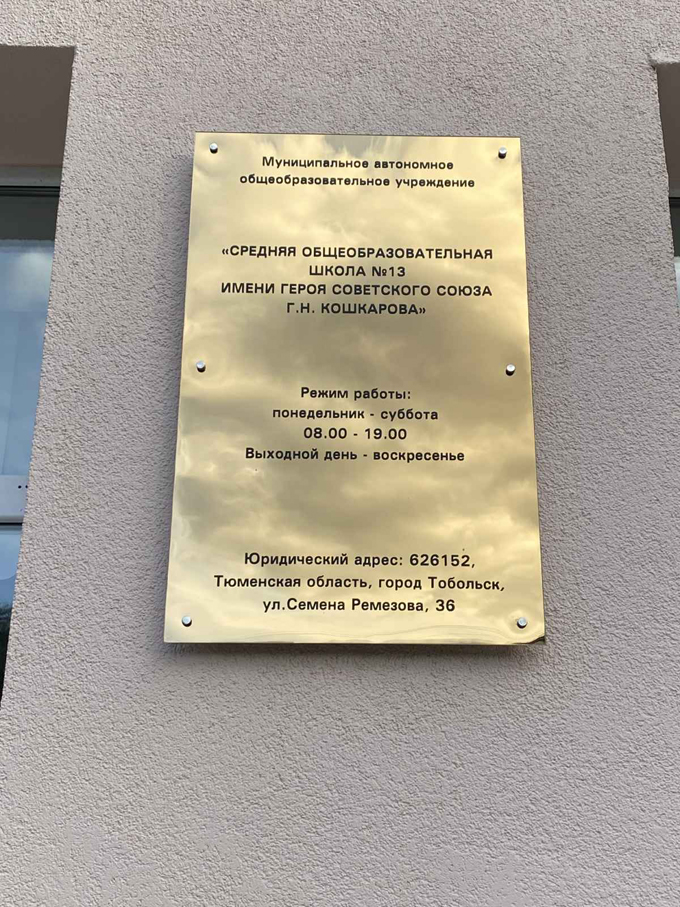 Муниципальное автономное
общеобразовательное учреждение
«СРЕДНЯЯ ОБЩЕОБРАЗОВАТЕЛЬНАЯ
ШКОЛА №13
ИМЕНИ ГЕРОЯ СОВЕТСКОГО СОЮЗА
Г.Н. КОШКАРОВА»
Режим работы:
понедельник - суббота
08.00 - 19.00
Выходной день - воскресенье
Юридический адрес: 626152,
Тюменская область, город Тобольск,
ул.Семена Ремезова, 36